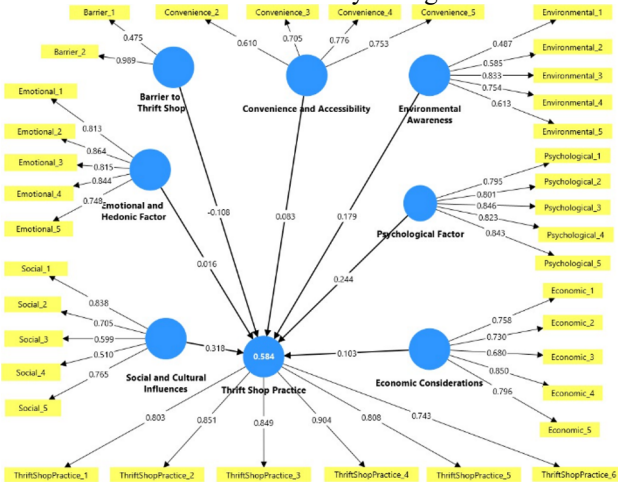 Barrier_1
Convenience_2
Convenience_3
Convenience_4
Convenience_5
Environmental_1
0.475
0.610
0.705
0.776
0.753
0.487
Barrier_2
0.989
Environmental_2
0.585
Environmental_3
0.833
0.754
Environmental_4
0.613
Environmental_5
Barrier to
Thrift Shop
Convenience and Accessibility
Environmental
Awareness
Emotional_1
0.813
Emotional_2
0.864
Emotional_3
0.815
0.844
Emotional_4
0.748
Emotional_5
Emotional and
Hedonic Factor
Psychological_1
0.795
Psychological_2
0.801
0.846
Psychological_3
0.823
Psychological_4
0.843
Psychological_5
Psychological Factor
-0.108
0.083
0.179
0.016
0.244
Social_1
0.838
Social_2
0.705
Social_3
0.599
0.510
Social_4
0.765
Social_5
0.318
Social and Cultural
Influences
0.584
Thrift Shop Practice
0.103
Economic Considerations
Economic_1
0.758
Economic_2
0.730
0.680
Economic_3
0.850
Economic_4
0.796
Economic_5
0.803
0.851
0.849
0.904
0.808
0.743
ThriftShopPractice_1
ThriftShopPractice_2
ThriftShopPractice_3
ThriftShopPractice_4
ThriftShopPractice_5
ThriftShopPractice_6